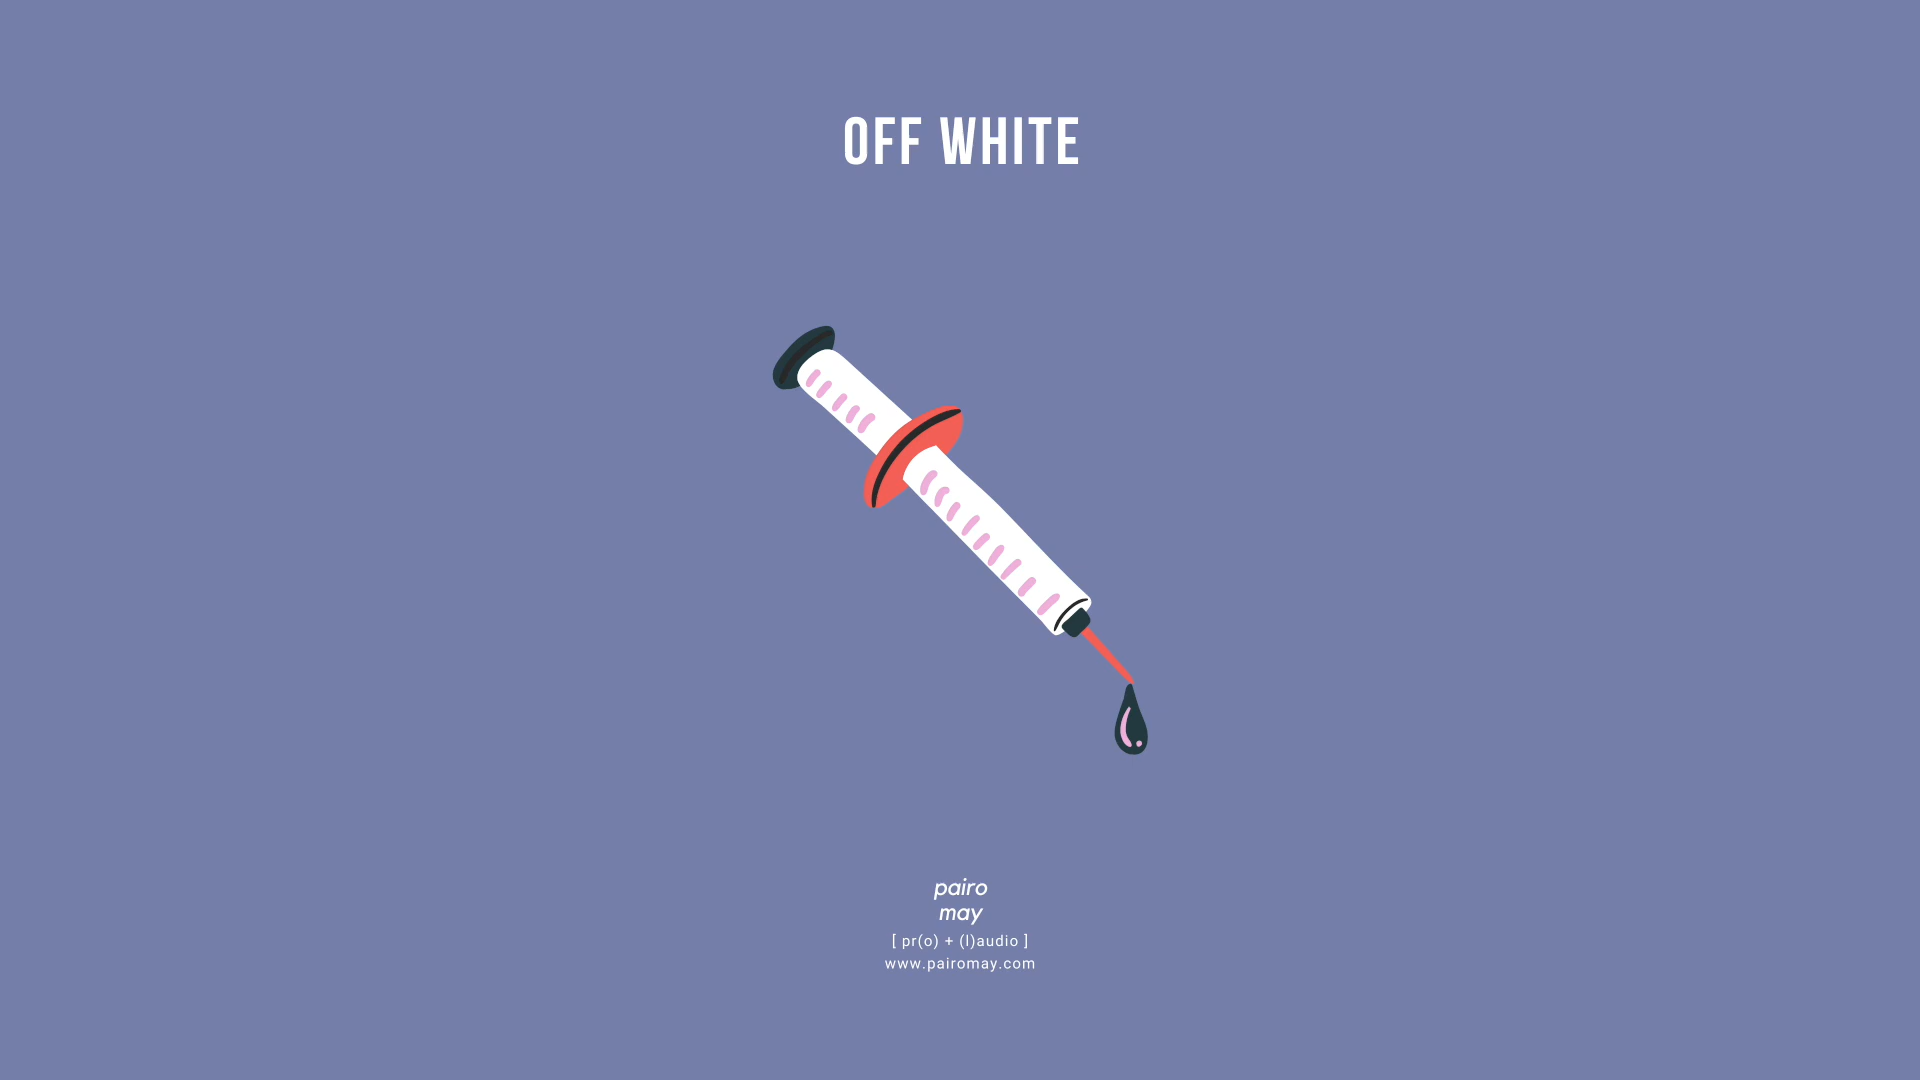 OFF WHITE
pairo
may
[ pr(o) + (l)audio ]
www.pairomay.com